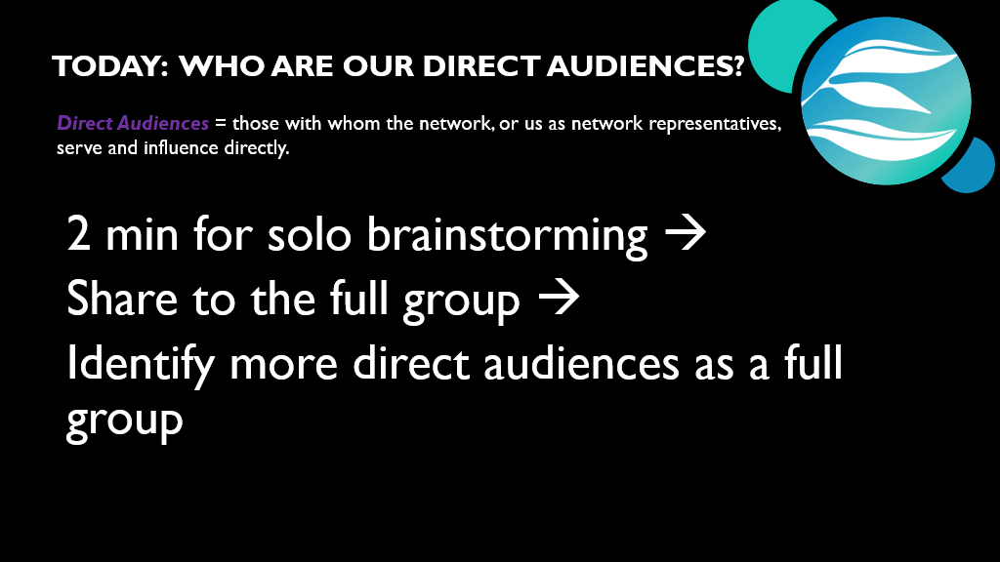 TODAY: WHO ARE OUR DIRECT AUDIENCES?
Direct Audiences = those with whom the network, or us as network representatives,
serve and influence directly.
2 min for solo brainstorming →
Share to the full group →
Identify more direct audiences as a full
group